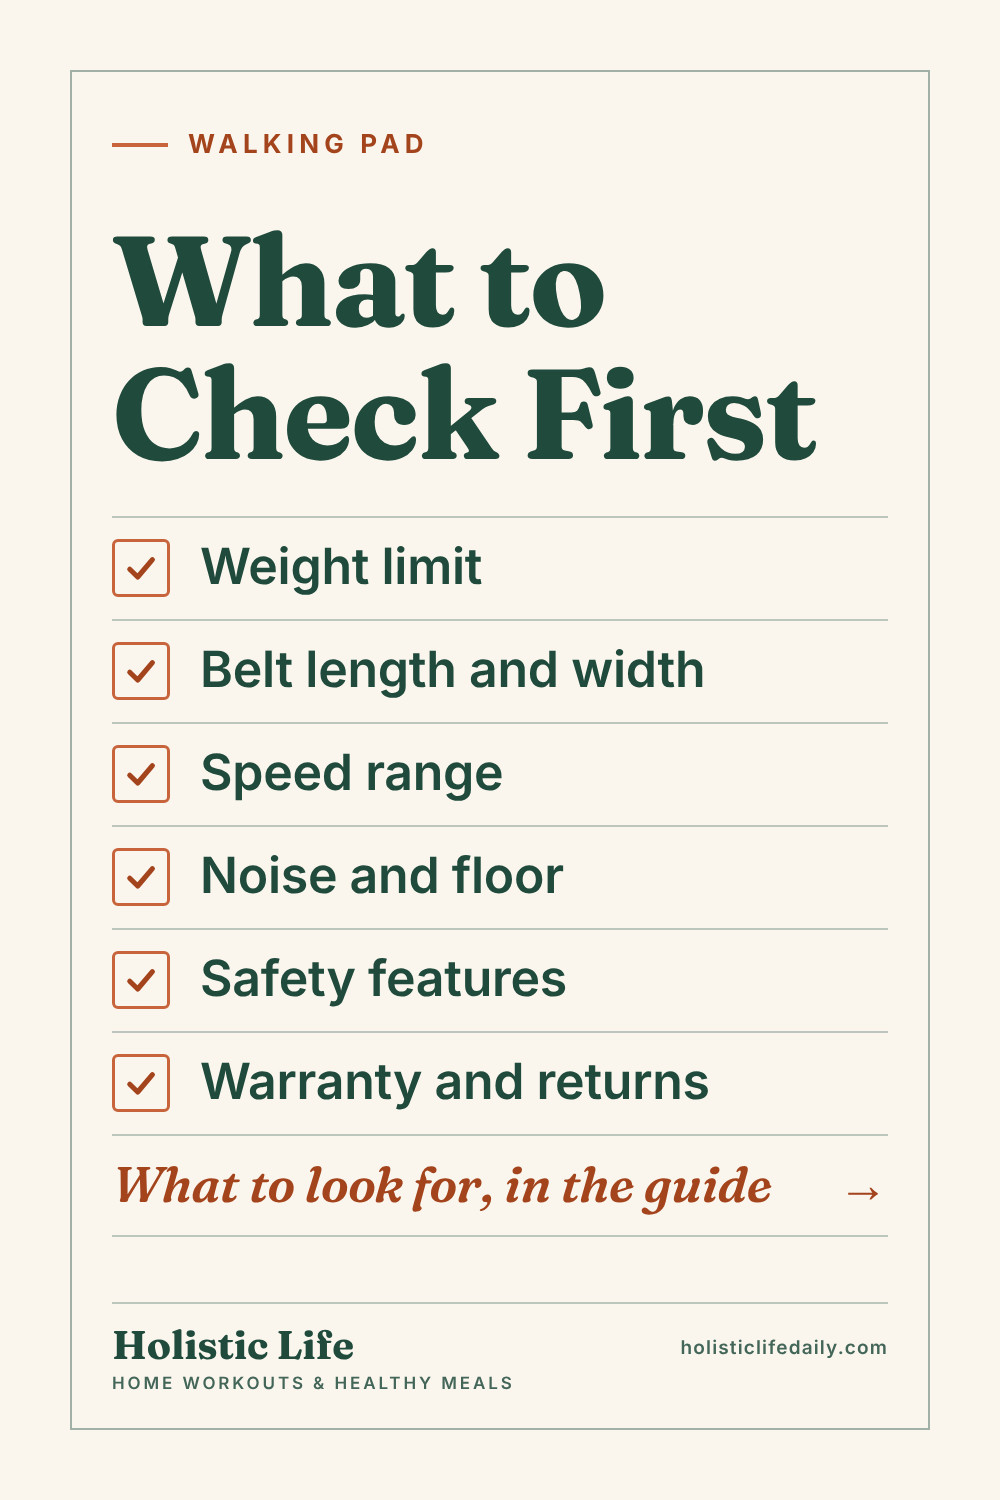 WALKING PAD
What to
Check First
Weight limit
Belt length and width
Speed range
Noise and floor
Safety features
Warranty and returns
What to look for, in the guide →
Holistic Life
holisticlifedaily.com
HOME WORKOUTS & HEALTHY MEALS